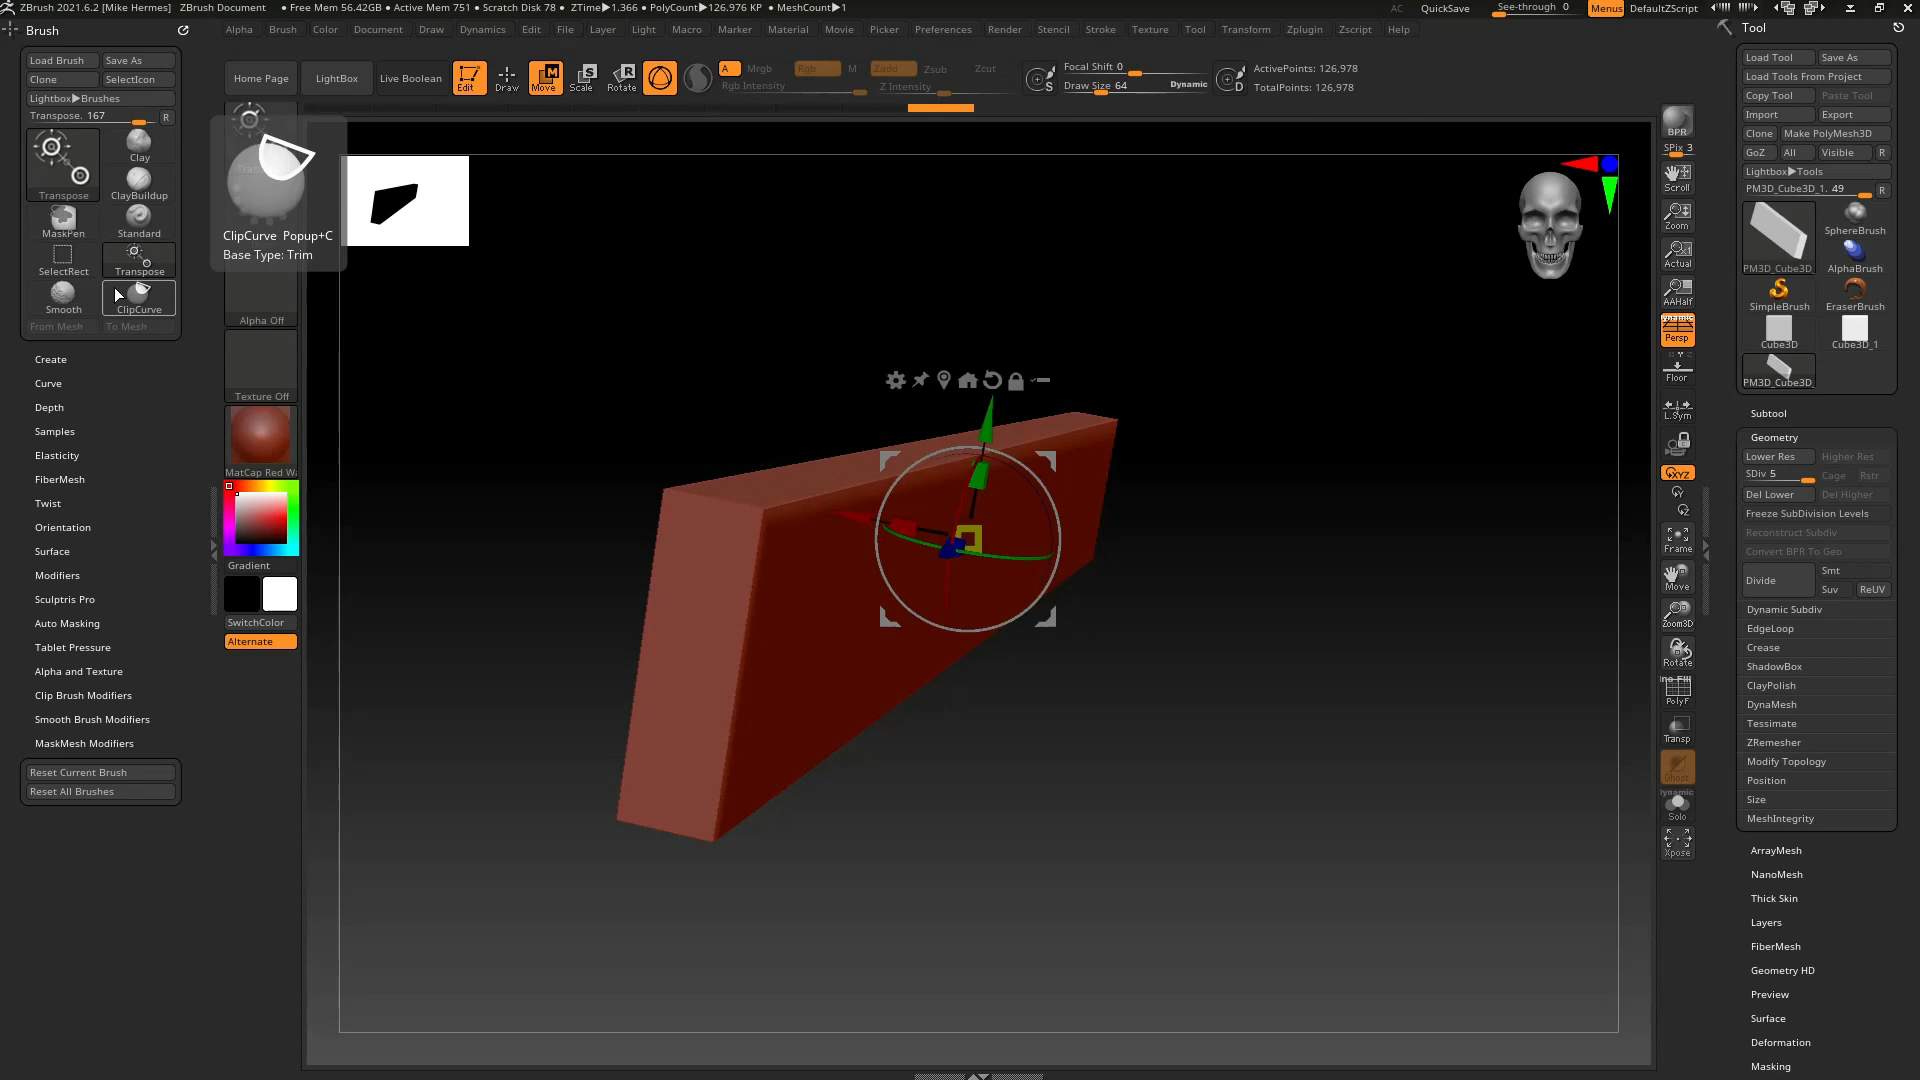 ZBrush 2021.6.2 [Mike Hermes] ZBrush Document • Free Mem 56.42GB • Active Mem 751 • Scratch Disk 78 • ZTime▶1.366 • PolyCount▶126.976 KP • MeshCount▶1
AC QuickSave See-through 0 Menus DefaultZScript
Brush
Alpha Brush Color Document Draw Dynamics Edit File Layer Light Macro Marker Material Movie Picker Preferences Render Stencil Stroke Texture Tool Transform Zplugin Zscript Help
Tool
Load Brush Save As
Clone SelectIcon
Lightbox▶Brushes
Transpose. 167 R
Transpose
Clay
ClayBuildup
MaskPen Standard
SelectRect Transpose
Smooth ClipCurve
From Mesh To Mesh
Create
Curve
Depth
Samples
Elasticity
FiberMesh
Twist
Orientation
Surface
Modifiers
Sculptris Pro
Auto Masking
Tablet Pressure
Alpha and Texture
Clip Brush Modifiers
Smooth Brush Modifiers
MaskMesh Modifiers
Reset Current Brush
Reset All Brushes
Home Page LightBox Live Boolean Edit Draw Move Scale Rotate
A Mrgb Rgb M Zadd Zsub Zcut
Rgb Intensity Z Intensity
S Focal Shift 0
Draw Size 64 Dynamic
D ActivePoints: 126,978
TotalPoints: 126,978
ClipCurve Popup+C
Base Type: Trim
Alpha Off
Texture Off
MatCap Red Wa
Gradient
SwitchColor
Alternate
BPR
SPix 3
Scroll
Zoom
Actual
AAHalf
Dynamic
Persp
Floor
L.Sym
XYZ
Y
Z
Frame
Move
Zoom3D
Rotate
PolyF
Transp
Ghost
Dynamic
Solo
Xpose
Load Tool Save As
Load Tools From Project
Copy Tool Paste Tool
Import Export
Clone Make PolyMesh3D
GoZ All Visible R
Lightbox▶Tools
PM3D_Cube3D_1. 49 R
PM3D_Cube3D_
SphereBrush
AlphaBrush
SimpleBrush EraserBrush
Cube3D Cube3D_1
PM3D_Cube3D_
Subtool
Geometry
Lower Res Higher Res
SDiv 5 Cage Rstr
Del Lower Del Higher
Freeze SubDivision Levels
Reconstruct Subdiv
Convert BPR To Geo
Divide Smt
Suv ReUV
Dynamic Subdiv
EdgeLoop
Crease
ShadowBox
ClayPolish
DynaMesh
Tessimate
ZRemesher
Modify Topology
Position
Size
MeshIntegrity
ArrayMesh
NanoMesh
Thick Skin
Layers
FiberMesh
Geometry HD
Preview
Surface
Deformation
Masking